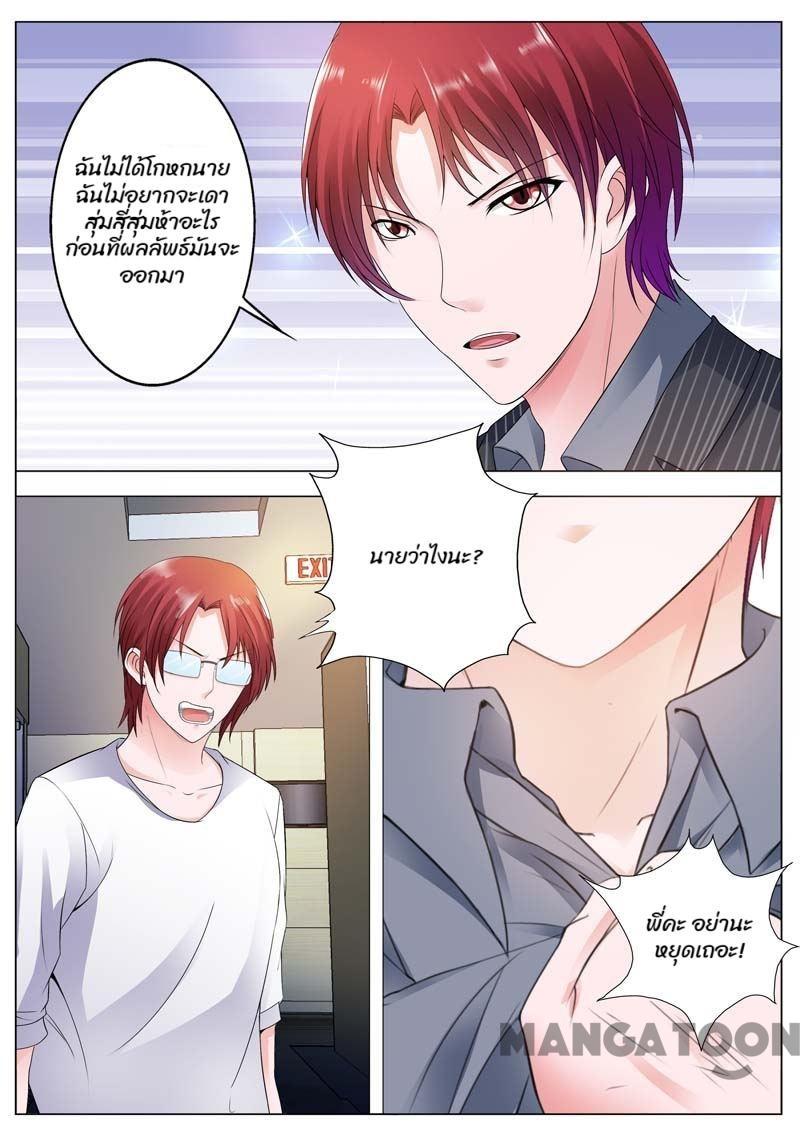 ฉันไม่ได้โกหกนาย
ฉันไม่อยากจะเดา
สุ่มสี่สุ่มห้าอะไร
ก่อนที่ผลลัพธ์มันจะ
ออกมา
นายว่าไงนะ?
EXIT
พี่คะ อย่านะ
หยุดเถอะ!
MANGATOON